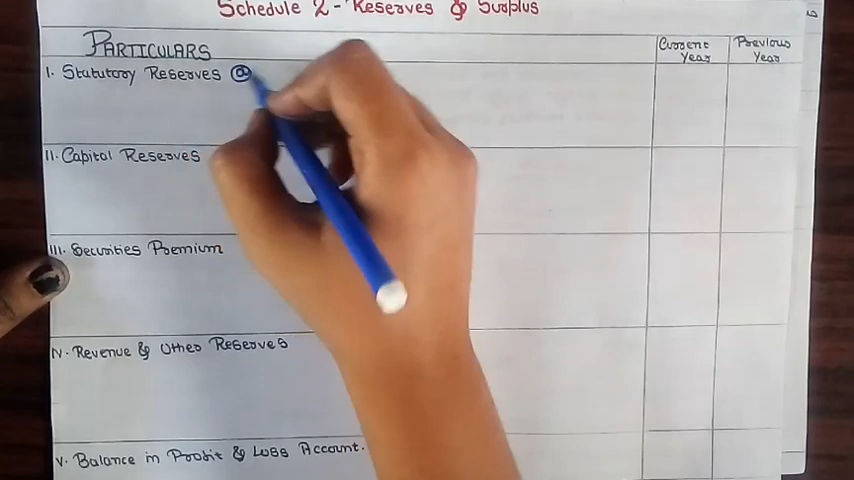 Schedule 2 - Reserves & Surplus
PARTICULARS
Current Year
Previous Year
I. Statutory Reserves @
II. Capital Reserves
III. Securities Premium
IV. Revenue & Other Reserves
V. Balance in Profit & Loss Account.